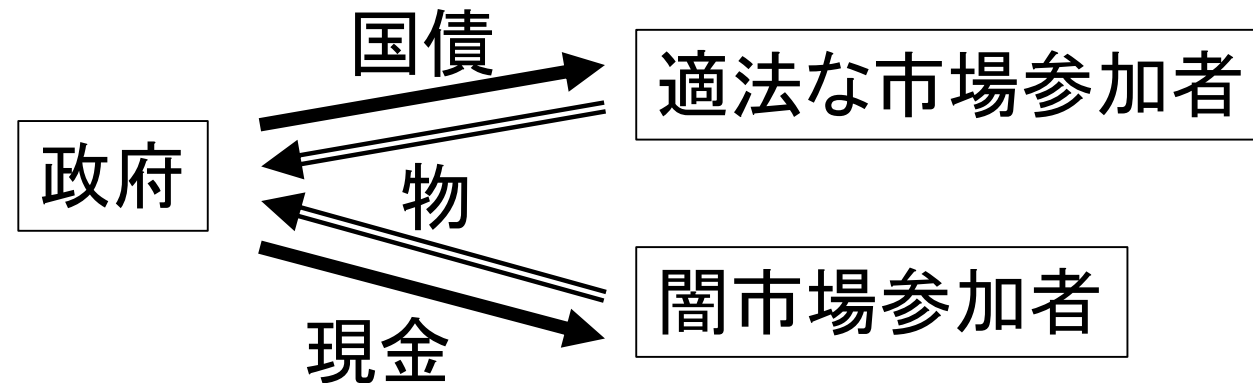 国債
適法な市場参加者
政府
物
闇市場参加者
現金